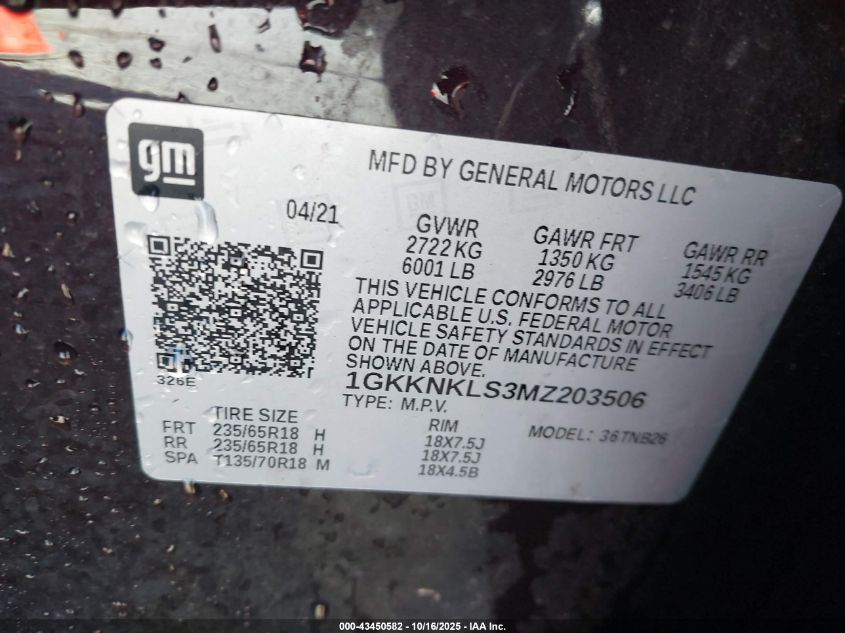 gm
MFD BY GENERAL MOTORS LLC
04/21
GVWR
2722 KG
6001 LB
GAWR FRT
1350 KG
2976 LB
GAWR RR
1545 KG
3406 LB
THIS VEHICLE CONFORMS TO ALL
APPLICABLE U.S. FEDERAL MOTOR
VEHICLE SAFETY STANDARDS IN EFFECT
ON THE DATE OF MANUFACTURE
SHOWN ABOVE.
326E
1GKKNKLS3MZ203506
TYPE: M.P.V.
MODEL: 36TNB26
TIRE SIZE
RIM
FRT 235/65R18 H 18X7.5J
RR 235/65R18 H 18X7.5J
SPA T135/70R18 M 18X4.5B
000-43450582 - 10/16/2025 - IAA Inc.